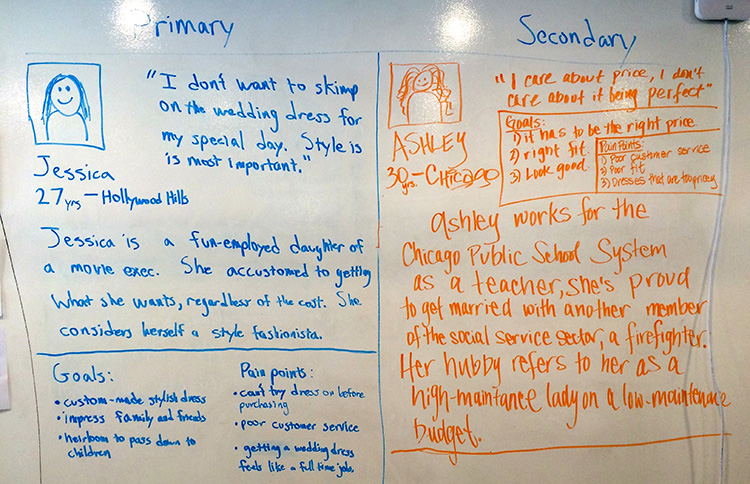 Primary
"I don't want to skimp
on the wedding dress for
my special day. Style is
is most important."
Jessica
27 yrs - Hollywood Hills
Jessica is a fun-employed daughter of
a movie exec. She accustomed to getting
what she wants, regardless of the cost. She
considers herself a style fashionista.
Goals:
• custom-made stylish dress
• impress family and friends
• heirloom to pass down to
children
Pain points:
• can't try dress on before
purchasing
• poor customer service
• getting a wedding dress
feels like a full time job.
Secondary
"I care about price, I don't
care about it being perfect"
ASHLEY
30 yrs. - Chicago
Goals:
1) it has to be the right price
2) right fit.
3) Look good.
Pain Points:
1) Poor customer service
2) Poor fit
3) Dresses that are too pricey
Ashley works for the
Chicago Public School System
as a teacher, she's proud
to get married with another member
of the social service sector, a firefighter.
Her hubby refers to her as a
high-maintance lady on a low-maintenance
budget.